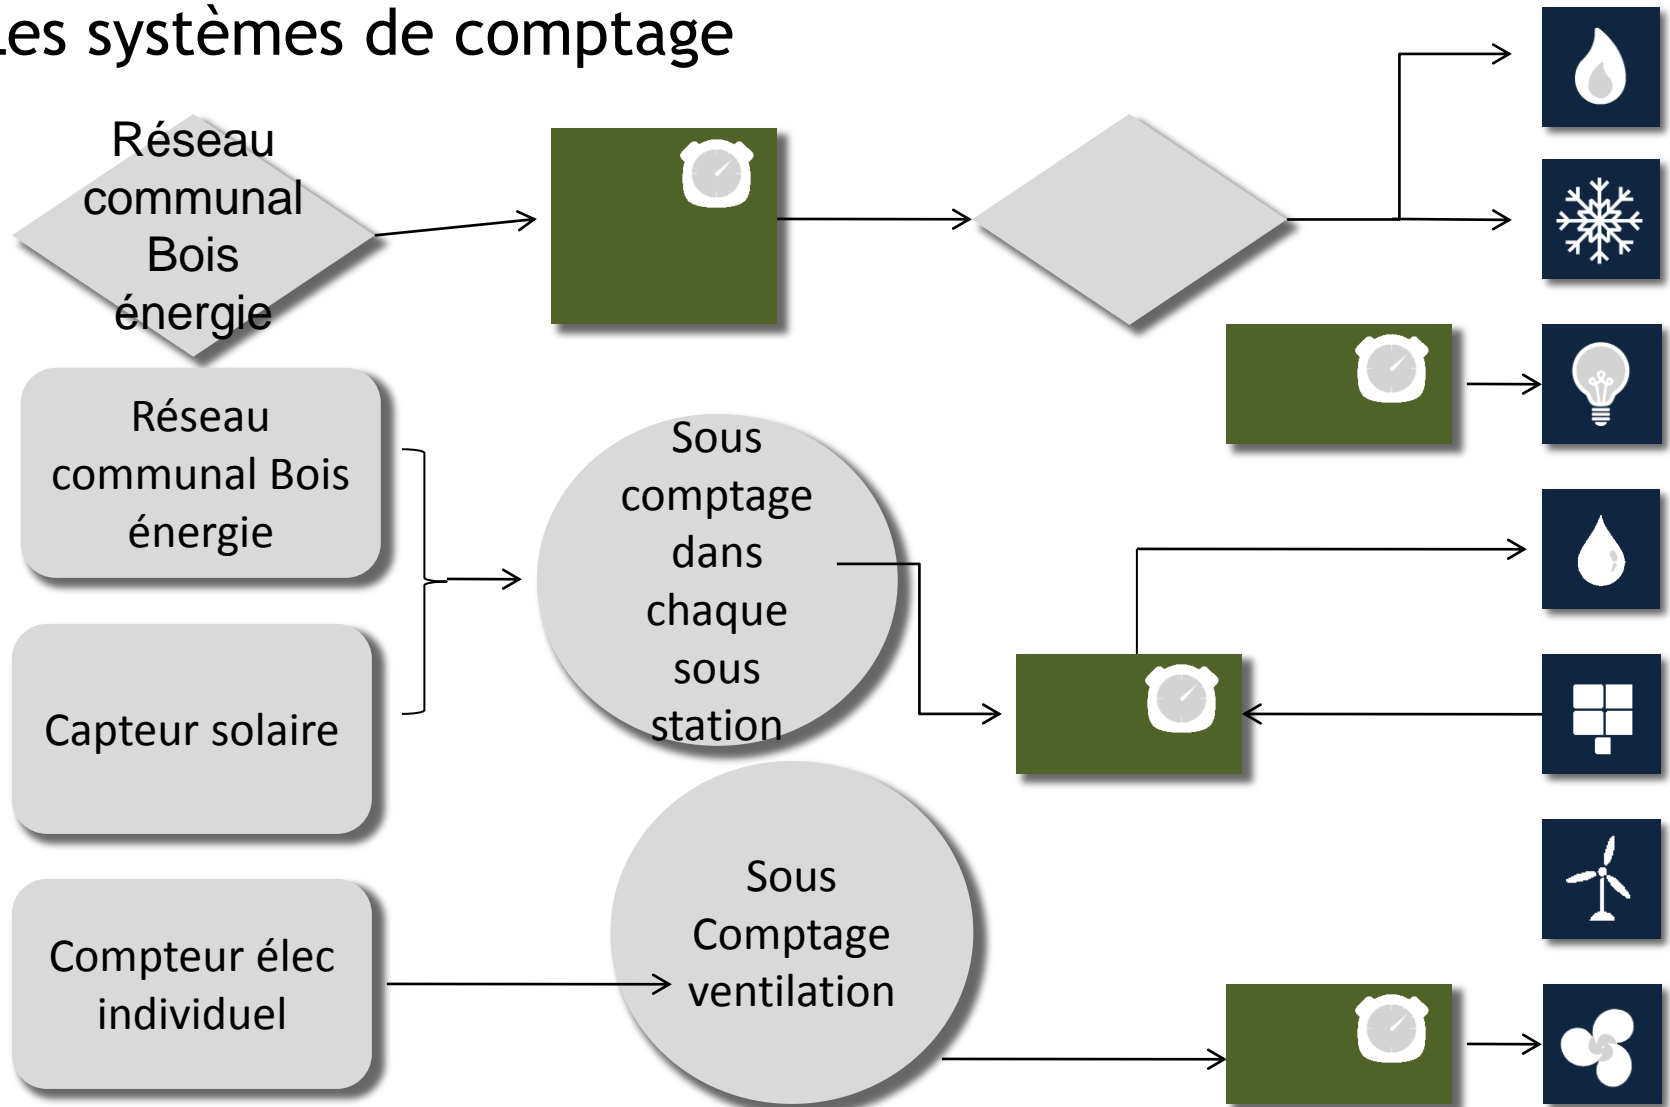 Les systèmes de comptage
Réseau
communal
Bois
énergie
Réseau
communal Bois
énergie
Capteur solaire
Compteur élec
individuel
Sous
comptage
dans
chaque
sous
station
Sous
Comptage
ventilation